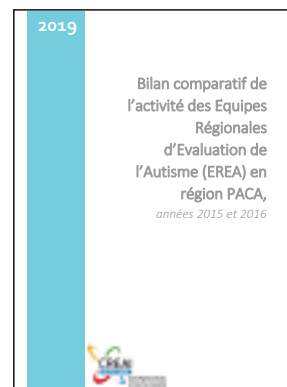 2019
Bilan comparatif de
l'activité des Equipes
Régionales
d'Evaluation de
l'Autisme (EREA) en
région PACA,
années 2015 et 2016
CREAI